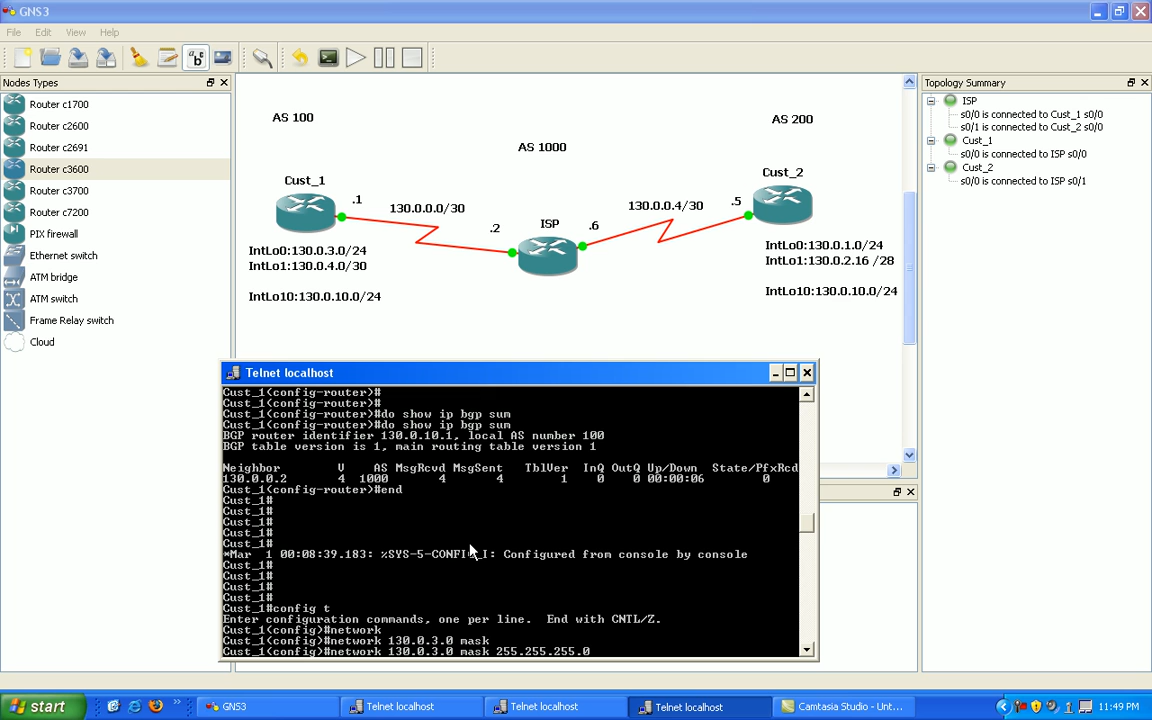 GNS3
File Edit View Help
Nodes Types
Router c1700
Router c2600
Router c2691
Router c3600
Router c3700
Router c7200
PIX firewall
Ethernet switch
ATM bridge
ATM switch
Frame Relay switch
Cloud
AS 100
AS 1000
AS 200
Cust_1
.1
130.0.0.0/30
.2
ISP
.6
130.0.0.4/30
.5
Cust_2
IntLo0:130.0.3.0/24
IntLo1:130.0.4.0/30
IntLo10:130.0.10.0/24
IntLo0:130.0.1.0/24
IntLo1:130.0.2.16 /28
IntLo10:130.0.10.0/24
Topology Summary
ISP
s0/0 is connected to Cust_1 s0/0
s0/1 is connected to Cust_2 s0/0
Cust_1
s0/0 is connected to ISP s0/0
Cust_2
s0/0 is connected to ISP s0/1
Telnet localhost
Cust_1(config-router)#
Cust_1(config-router)#
Cust_1(config-router)#do show ip bgp sum
Cust_1(config-router)#do show ip bgp sum
BGP router identifier 130.0.10.1, local AS number 100
BGP table version is 1, main routing table version 1
Neighbor V AS MsgRcvd MsgSent TblVer InQ OutQ Up/Down State/PfxRcd
130.0.0.2 4 1000 4 4 1 0 0 00:00:06 0
Cust_1(config-router)#end
Cust_1#
Cust_1#
Cust_1#
Cust_1#
Cust_1#
*Mar 1 00:08:39.183: %SYS-5-CONFIG_I: Configured from console by console
Cust_1#
Cust_1#
Cust_1#
Cust_1#
Cust_1#config t
Enter configuration commands, one per line. End with CNTL/Z.
Cust_1(config)#network
Cust_1(config)#network 130.0.3.0 mask
Cust_1(config)#network 130.0.3.0 mask 255.255.255.0
start
GNS3
Telnet localhost
Telnet localhost
Telnet localhost
Camtasia Studio - Unt...
11:49 PM